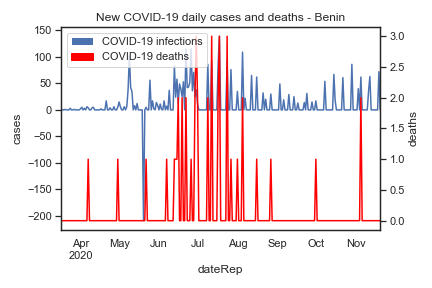 New COVID-19 daily cases and deaths - Benin
COVID-19 infections
COVID-19 deaths
cases
150
100
50
0
−50
−100
−150
−200
deaths
3.0
2.5
2.0
1.5
1.0
0.5
0.0
Apr May Jun Jul Aug Sep Oct Nov
2020
dateRep